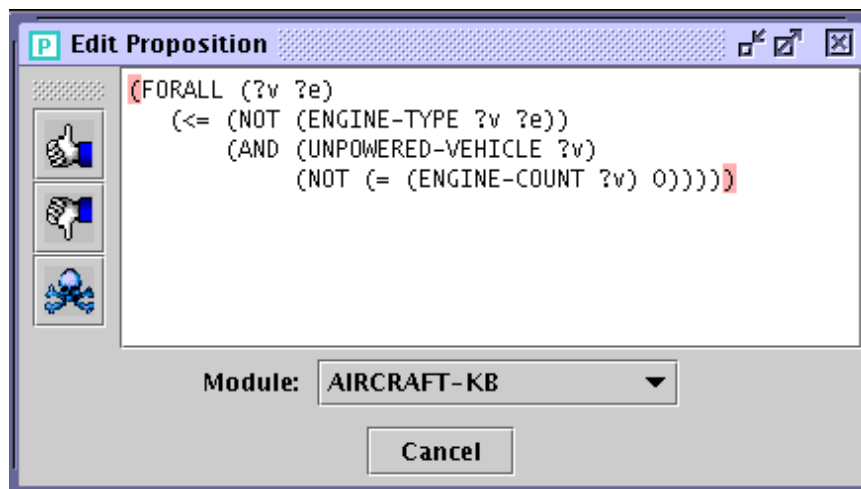 P Edit Proposition
(FORALL (?v ?e)
(<= (NOT (ENGINE-TYPE ?v ?e))
(AND (UNPOWERED-VEHICLE ?v)
(NOT (= (ENGINE-COUNT ?v) 0)))))
Module: AIRCRAFT-KB
Cancel